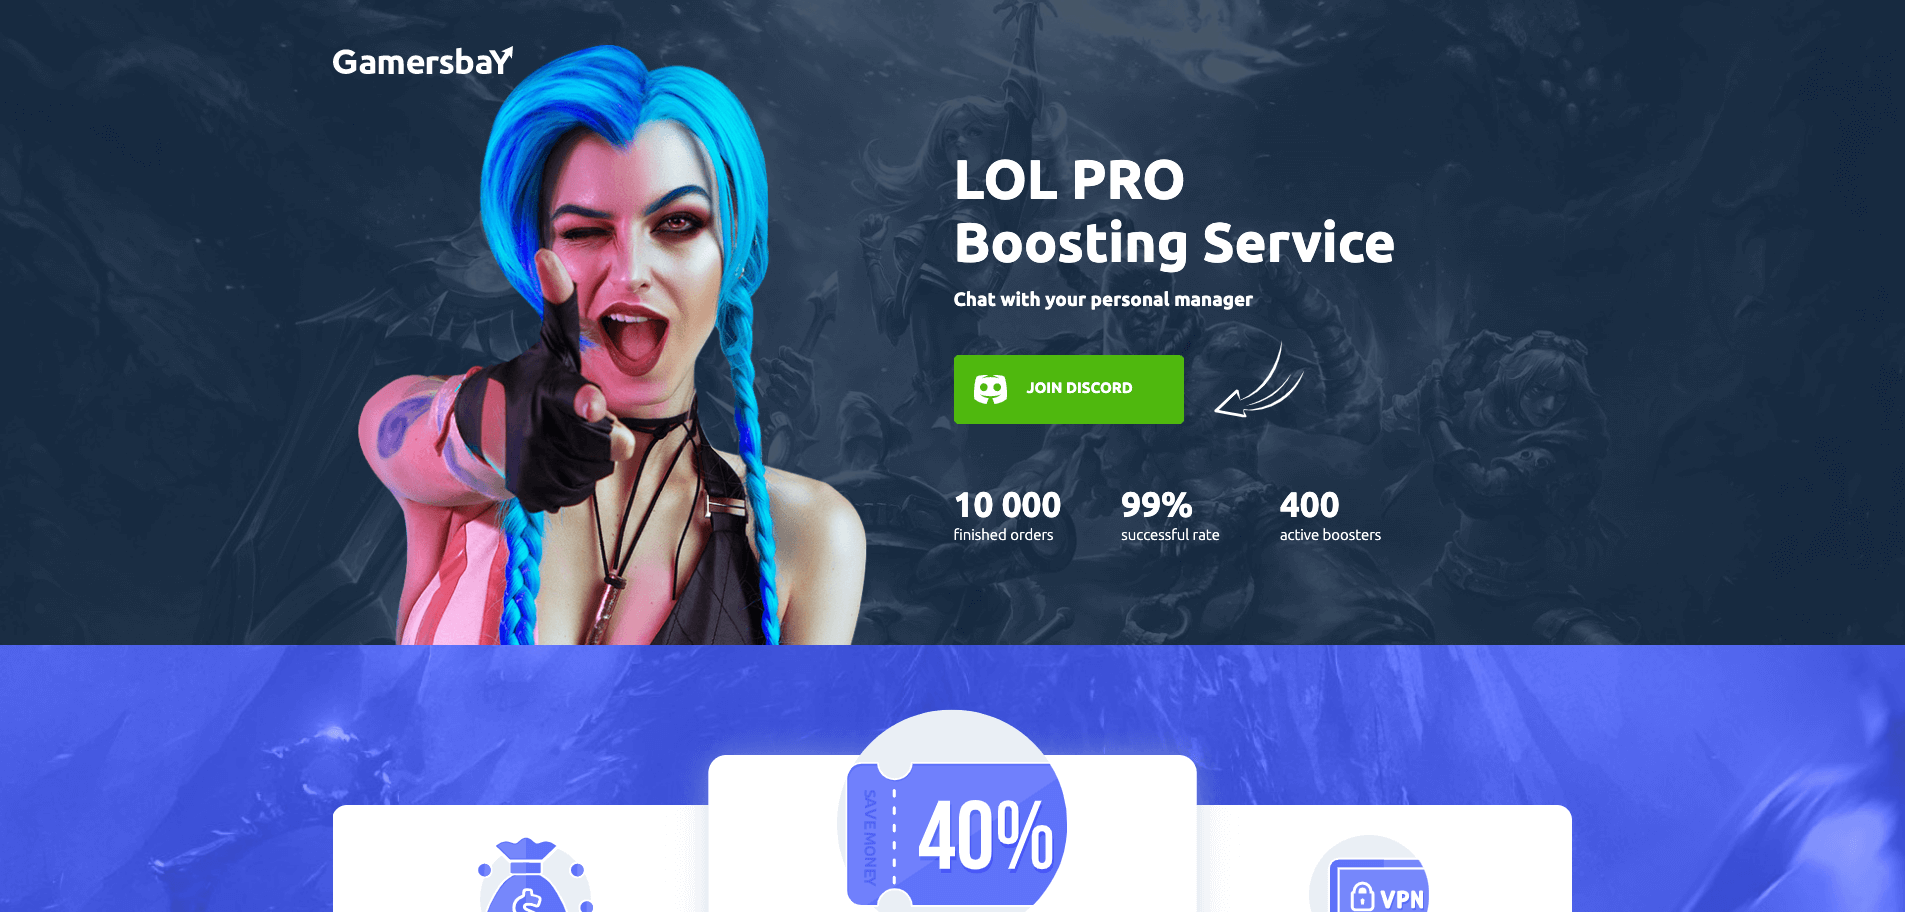 GamersbaY
LOL PRO
Boosting Service
Chat with your personal manager
JOIN DISCORD
10 000
finished orders
99%
successful rate
400
active boosters
SAVE MONEY
40%
VPN